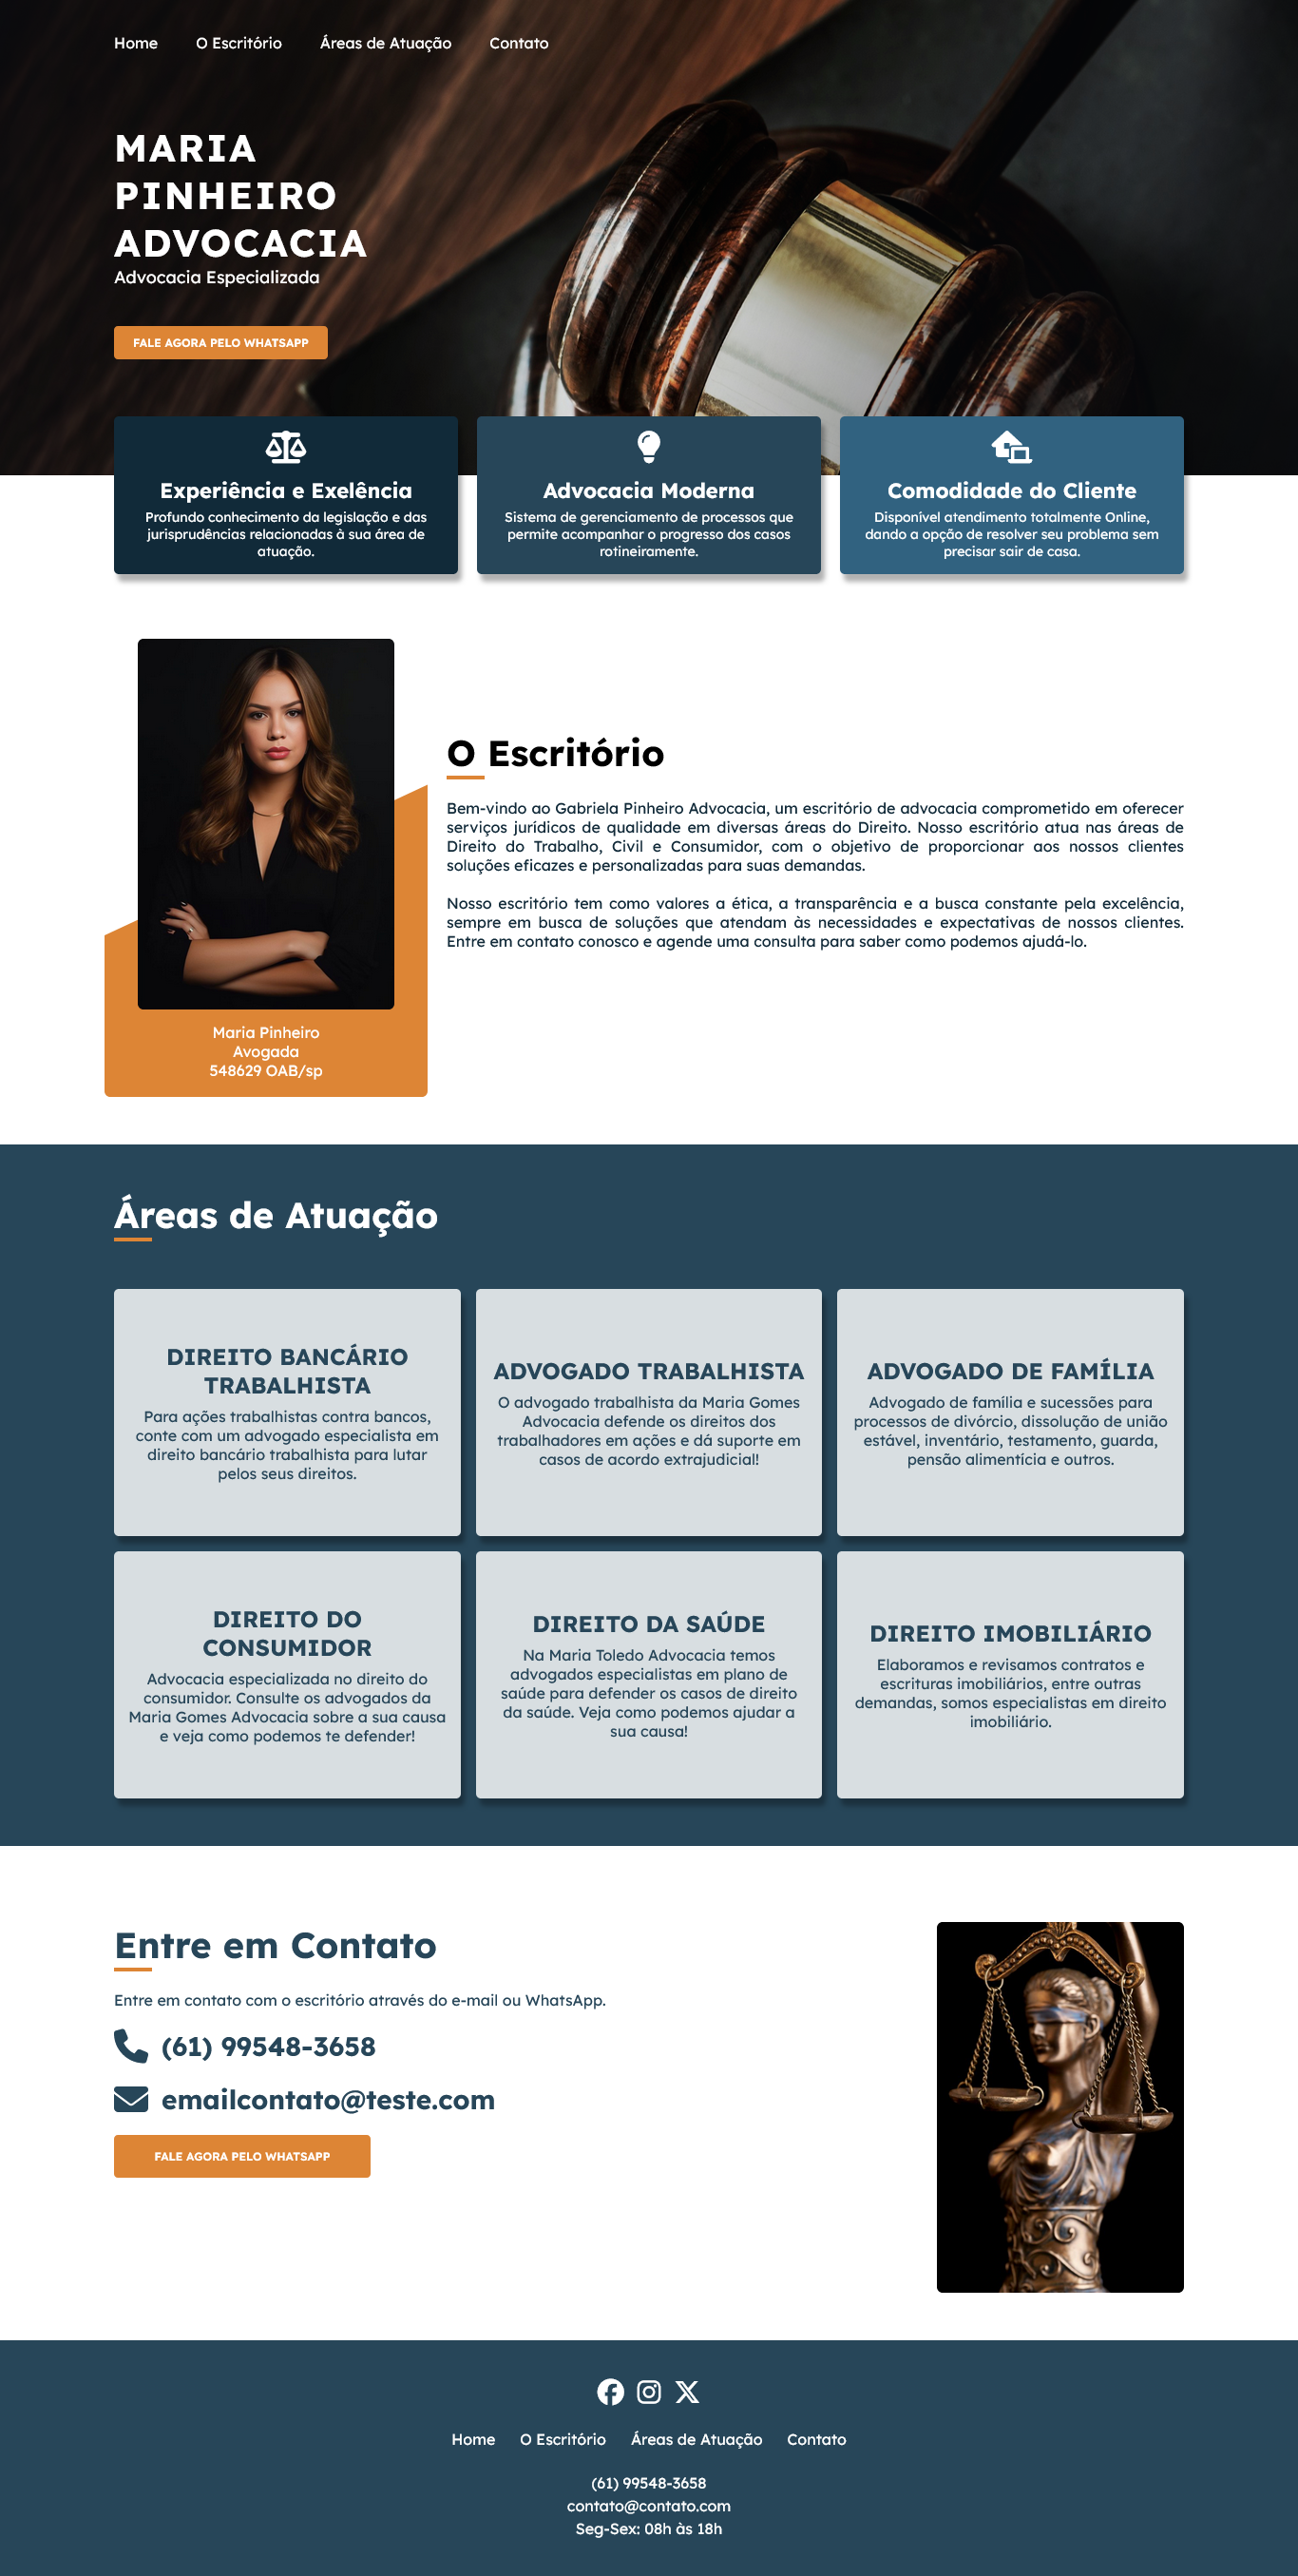 Home O Escritório Áreas de Atuação Contato
MARIA
PINHEIRO
ADVOCACIA
Advocacia Especializada
FALE AGORA PELO WHATSAPP
Experiência e Exelência
Profundo conhecimento da legislação e das
jurisprudências relacionadas à sua área de
atuação.
Advocacia Moderna
Sistema de gerenciamento de processos que
permite acompanhar o progresso dos casos
rotineiramente.
Comodidade do Cliente
Disponível atendimento totalmente Online,
dando a opção de resolver seu problema sem
precisar sair de casa.
Maria Pinheiro
Avogada
548629 OAB/sp
O Escritório
Bem-vindo ao Gabriela Pinheiro Advocacia, um escritório de advocacia comprometido em oferecer
serviços jurídicos de qualidade em diversas áreas do Direito. Nosso escritório atua nas áreas de
Direito do Trabalho, Civil e Consumidor, com o objetivo de proporcionar aos nossos clientes
soluções eficazes e personalizadas para suas demandas.
Nosso escritório tem como valores a ética, a transparência e a busca constante pela excelência,
sempre em busca de soluções que atendam às necessidades e expectativas de nossos clientes.
Entre em contato conosco e agende uma consulta para saber como podemos ajudá-lo.
Áreas de Atuação
DIREITO BANCÁRIO
TRABALHISTA
Para ações trabalhistas contra bancos,
conte com um advogado especialista em
direito bancário trabalhista para lutar
pelos seus direitos.
ADVOGADO TRABALHISTA
O advogado trabalhista da Maria Gomes
Advocacia defende os direitos dos
trabalhadores em ações e dá suporte em
casos de acordo extrajudicial!
ADVOGADO DE FAMÍLIA
Advogado de família e sucessões para
processos de divórcio, dissolução de união
estável, inventário, testamento, guarda,
pensão alimentícia e outros.
DIREITO DO
CONSUMIDOR
Advocacia especializada no direito do
consumidor. Consulte os advogados da
Maria Gomes Advocacia sobre a sua causa
e veja como podemos te defender!
DIREITO DA SAÚDE
Na Maria Toledo Advocacia temos
advogados especialistas em plano de
saúde para defender os casos de direito
da saúde. Veja como podemos ajudar a
sua causa!
DIREITO IMOBILIÁRIO
Elaboramos e revisamos contratos e
escrituras imobiliários, entre outras
demandas, somos especialistas em direito
imobiliário.
Entre em Contato
Entre em contato com o escritório através do e-mail ou WhatsApp.
(61) 99548-3658
emailcontato@teste.com
FALE AGORA PELO WHATSAPP
Home O Escritório Áreas de Atuação Contato
(61) 99548-3658
contato@contato.com
Seg-Sex: 08h às 18h